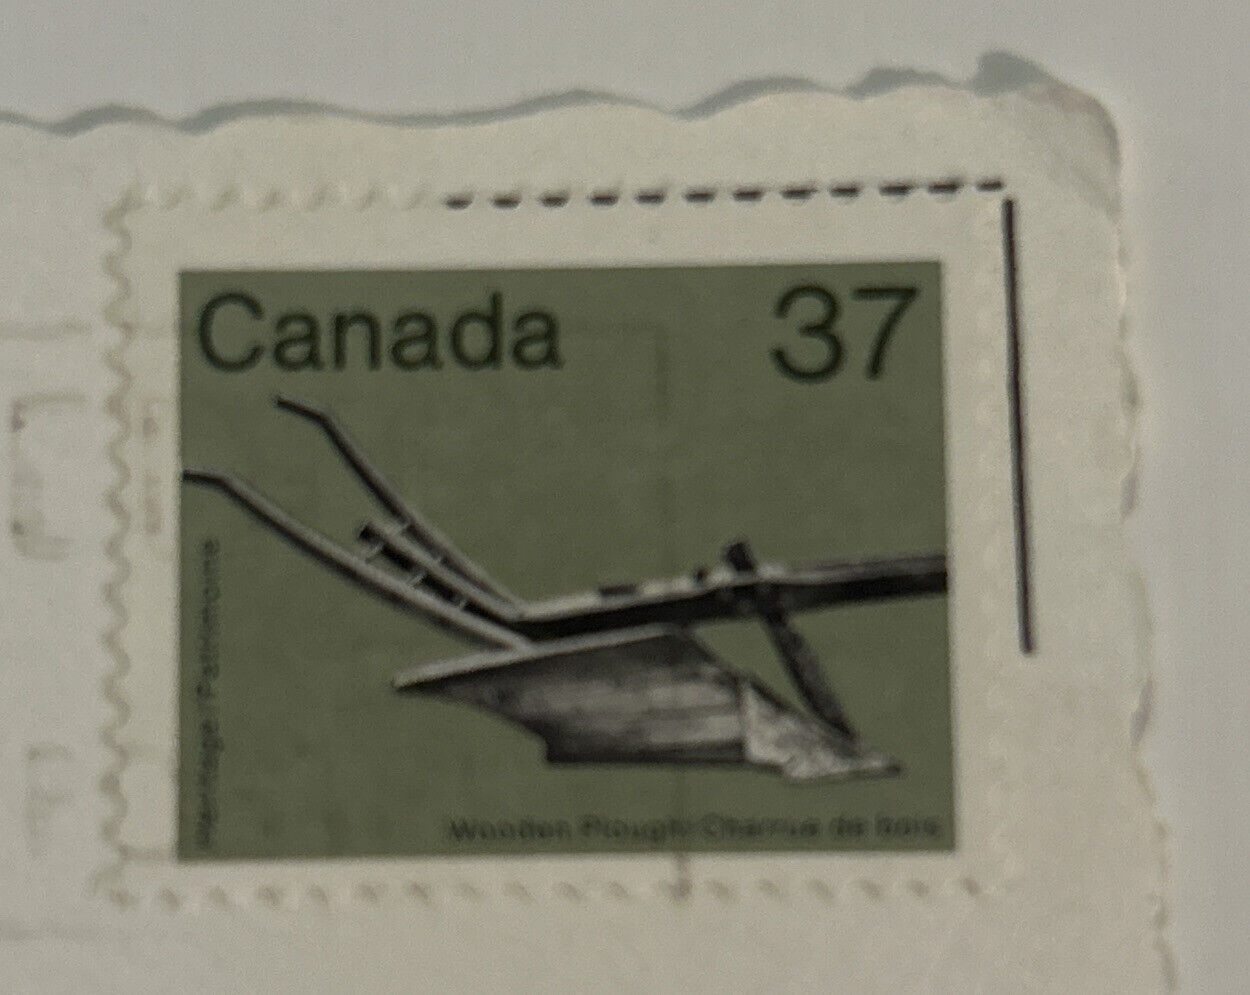 Canada 37
Heritage Patrimoine
Wooden Plough/Charrue de bois